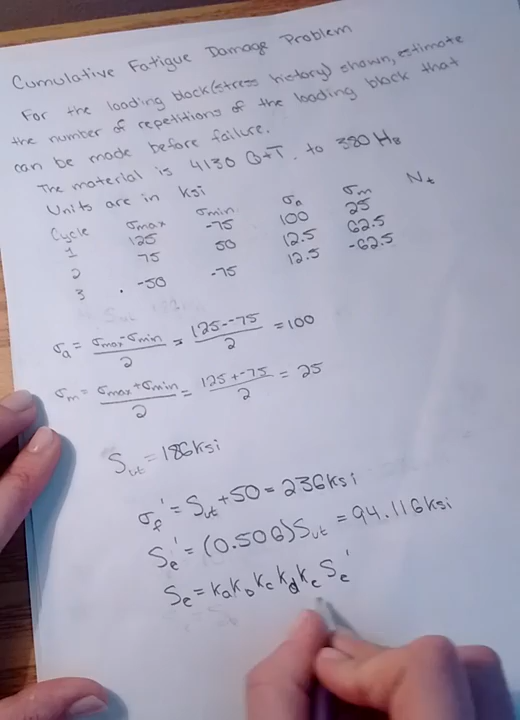 Cumulative Fatigue Damage Problem
For the loading block(stress history) shown, estimate
the number of repetitions of the loading block that
can be made before failure.
The material is 4130 Q+T. to 380 HB
Units are in ksi
Cycle σmax σmin σa σm Nf
1 125 -75 100 25
2 75 50 12.5 62.5
3 -50 -75 12.5 -62.5
σa = (σmax-σmin)/2 = (125--75)/2 = 100
σm = (σmax+σmin)/2 = (125+-75)/2 = 25
Sut = 186ksi
σf' = Sut+50 = 236ksi
Se' = (0.506)Sut = 94.116ksi
Se = kakbkckdkeSe'